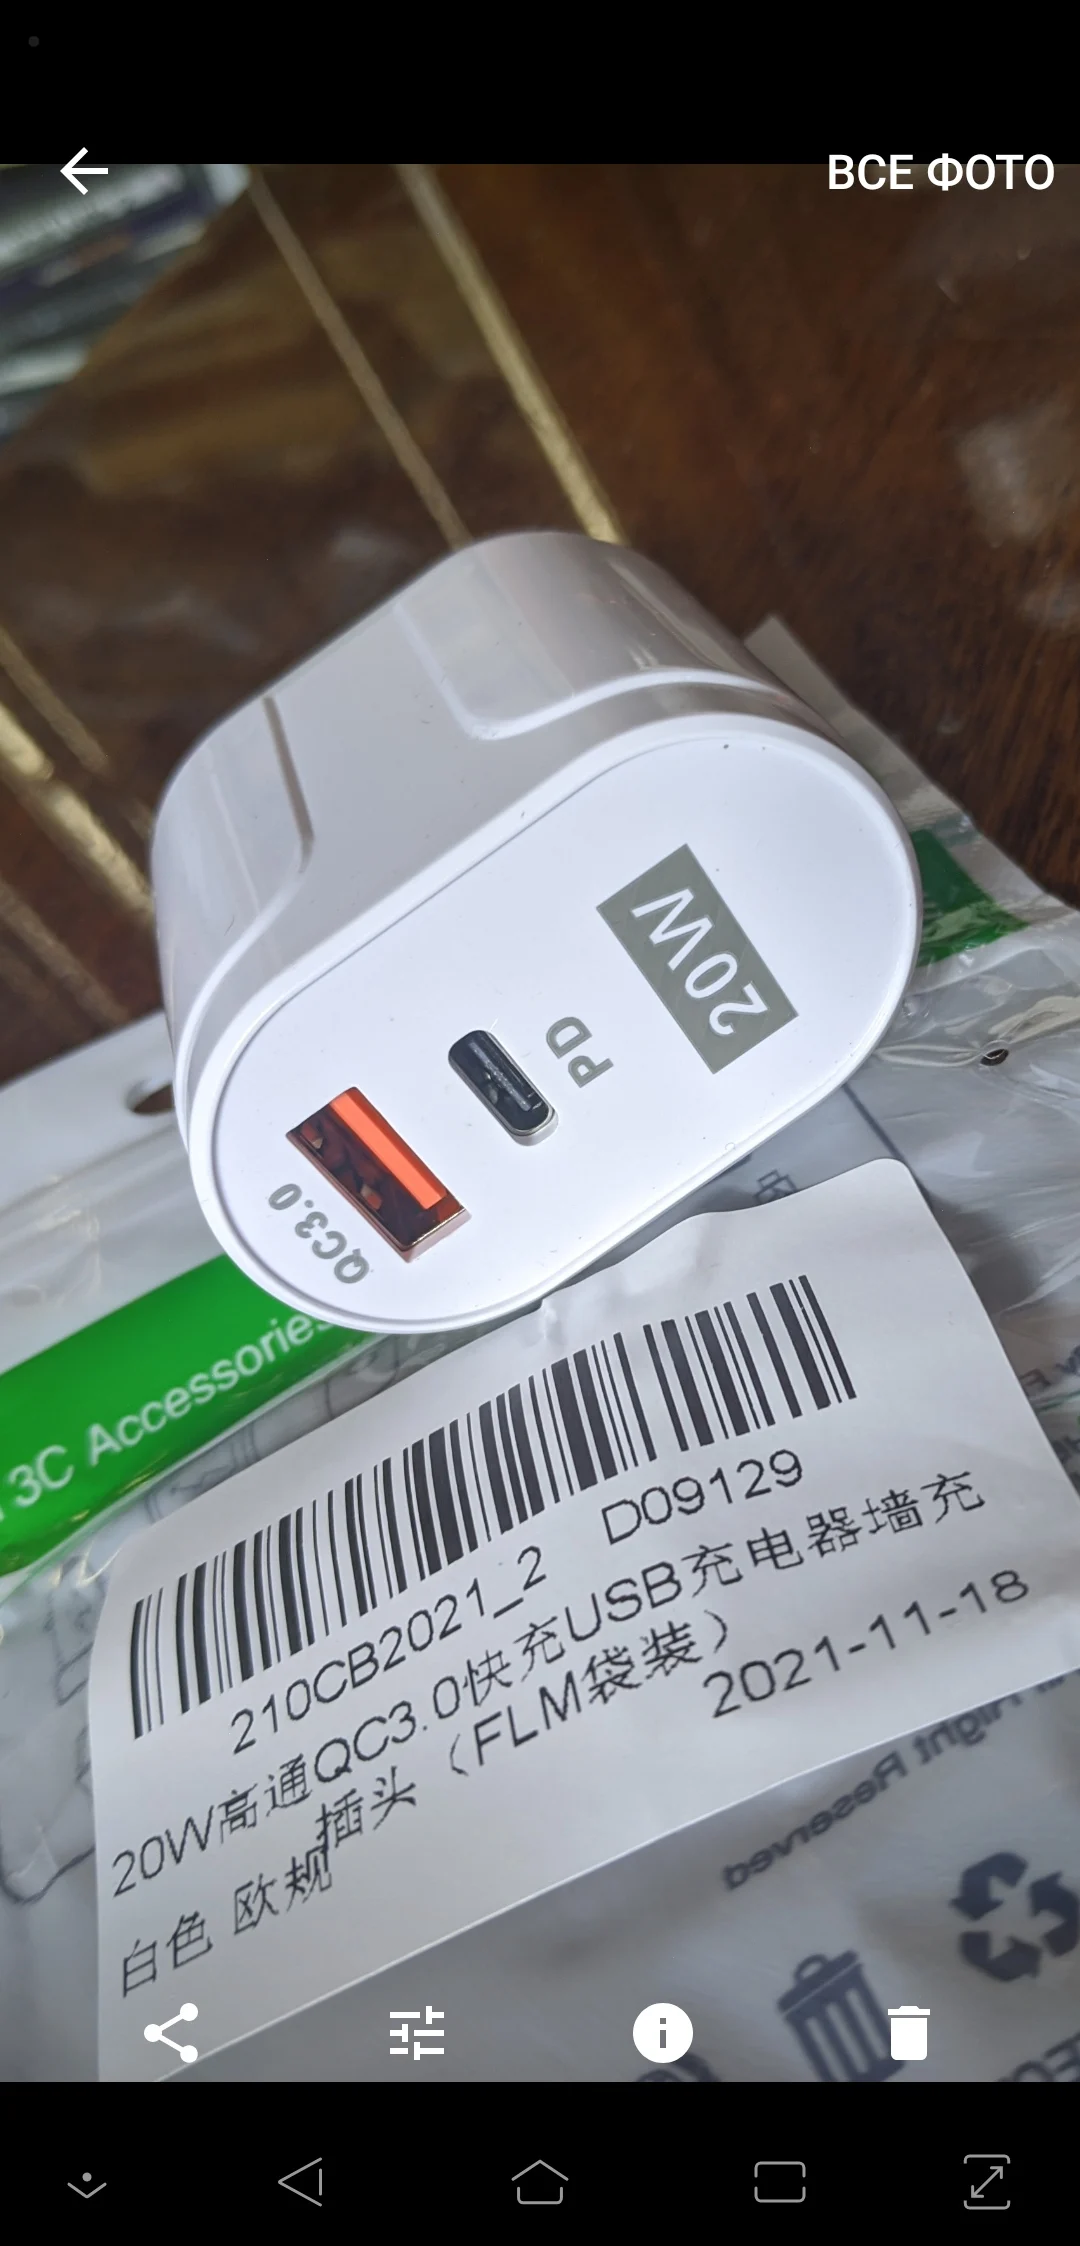 ВСЕ ФОТО
20W
PD
QC3.0
3C Accessories
210CB2021_2 D09129
20W高通QC3.0快充USB充电器墙充
插头（FLM袋装）
白色 欧规
2021-11-18
Right Reserved